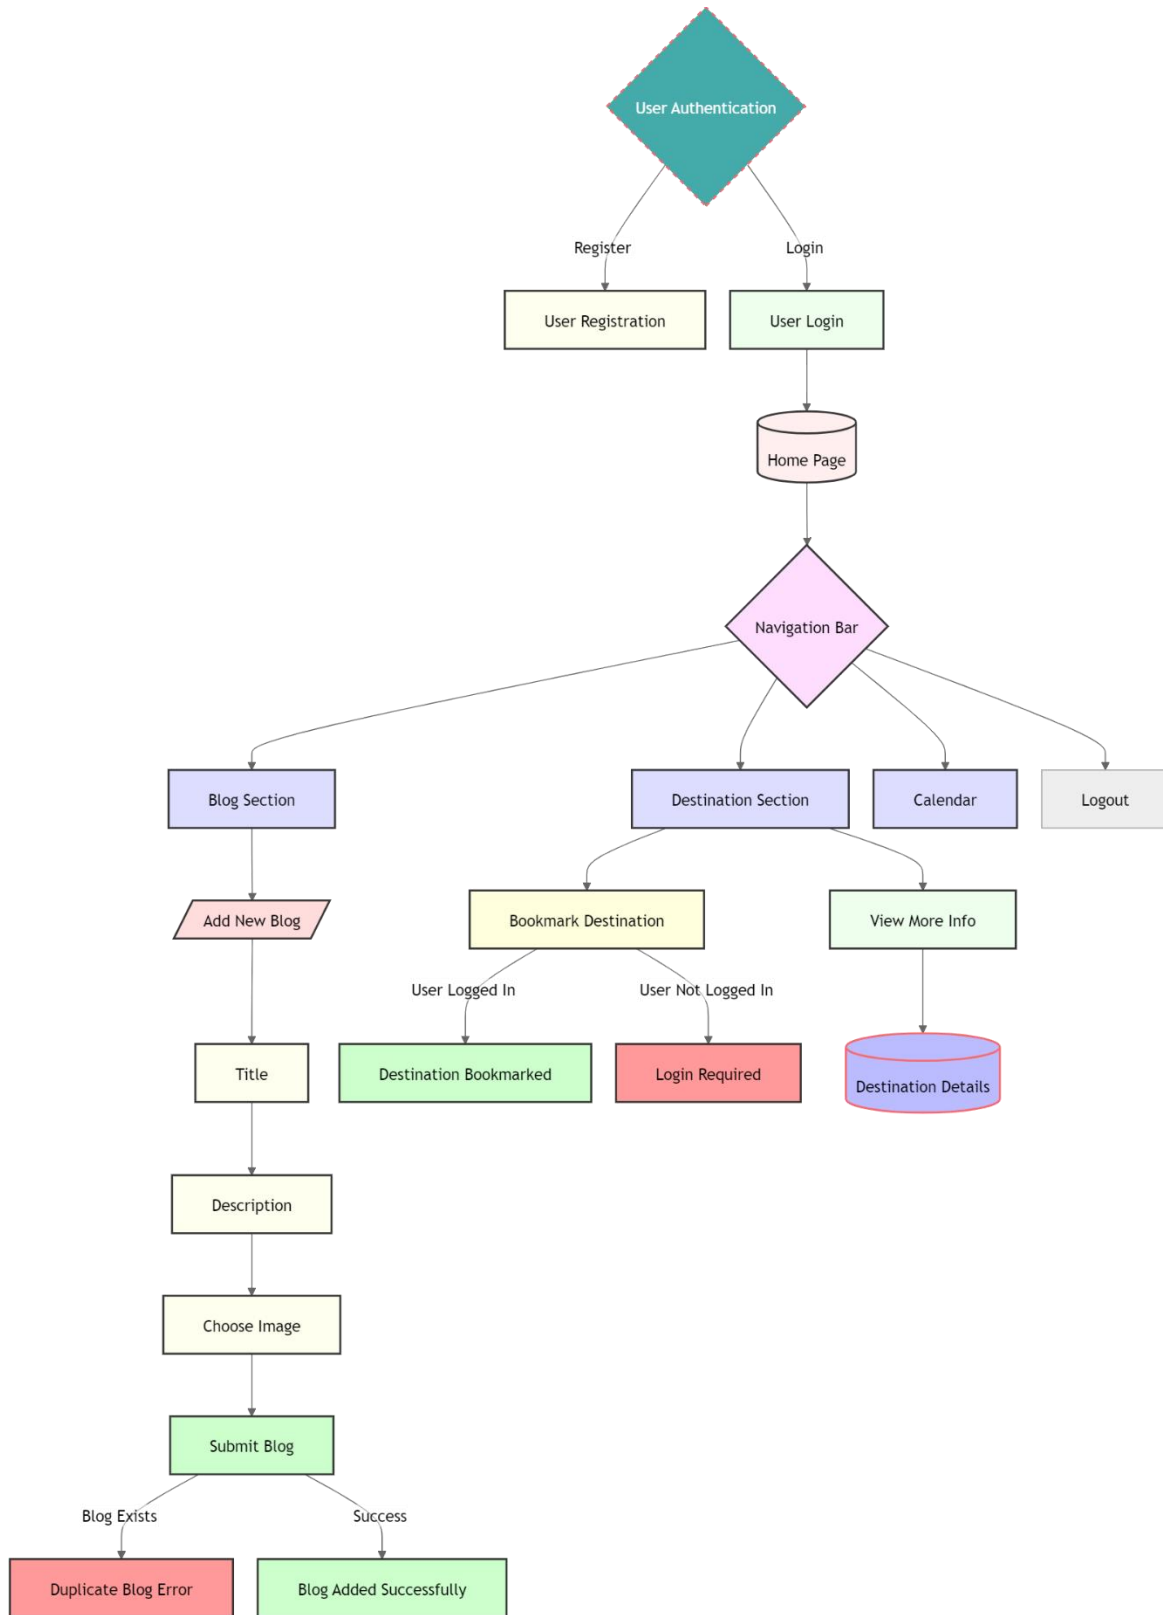 User Authentication
Register
Login
User Registration
User Login
Home Page
Navigation Bar
Blog Section
Destination Section
Calendar
Logout
Add New Blog
Bookmark Destination
View More Info
User Logged In
User Not Logged In
Title
Destination Bookmarked
Login Required
Destination Details
Description
Choose Image
Submit Blog
Blog Exists
Success
Duplicate Blog Error
Blog Added Successfully